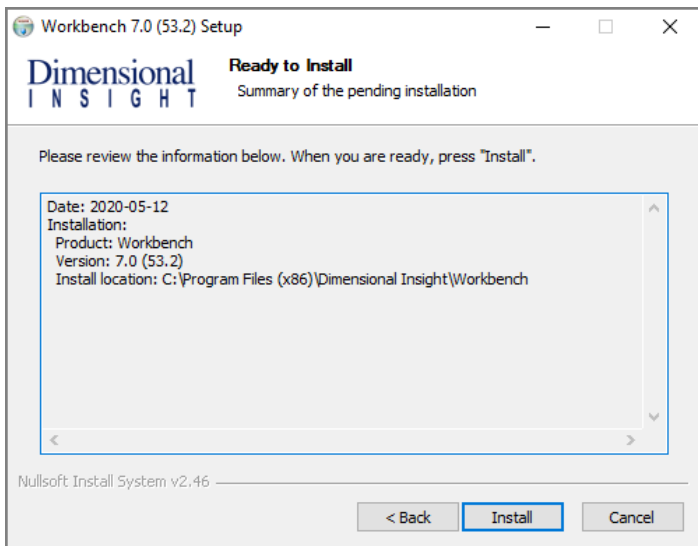 Workbench 7.0 (53.2) Setup
Dimensional
INSIGHT
Ready to Install
Summary of the pending installation
Please review the information below. When you are ready, press "Install".
Date: 2020-05-12
Installation:
Product: Workbench
Version: 7.0 (53.2)
Install location: C:\Program Files (x86)\Dimensional Insight\Workbench
Nullsoft Install System v2.46
< Back
Install
Cancel